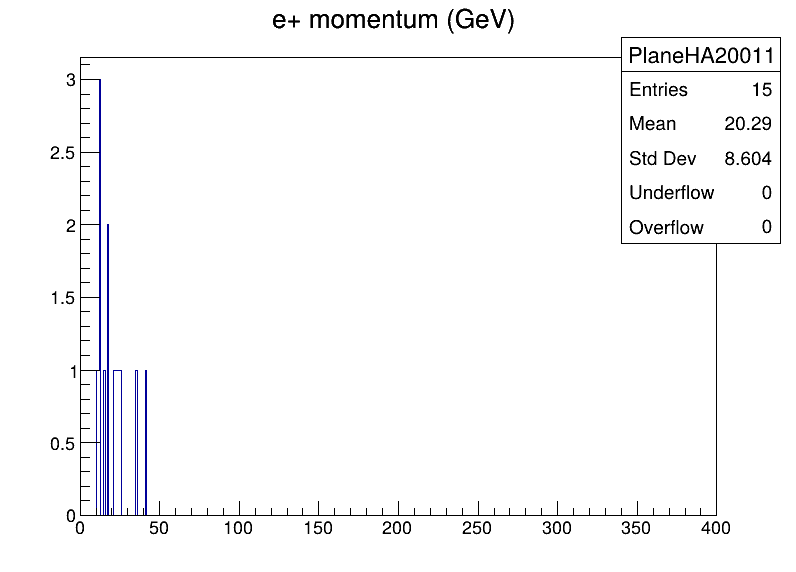 e+ momentum (GeV)
PlaneHA20011
Entries 15
Mean 20.29
Std Dev 8.604
Underflow 0
Overflow 0
3
2.5
2
1.5
1
0.5
0
0 50 100 150 200 250 300 350 400